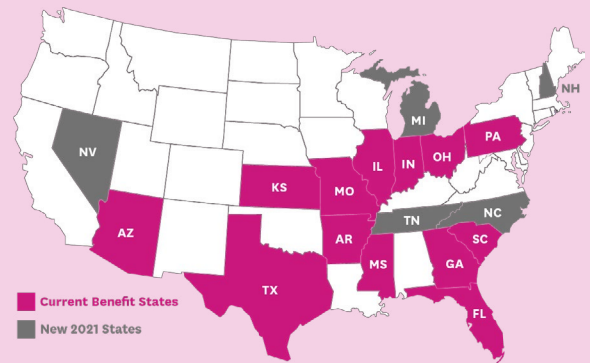 NH
MI
PA
NV
IL
IN
OH
KS
MO
TN
NC
AZ
AR
SC
MS
GA
TX
FL
Current Benefit States
New 2021 States